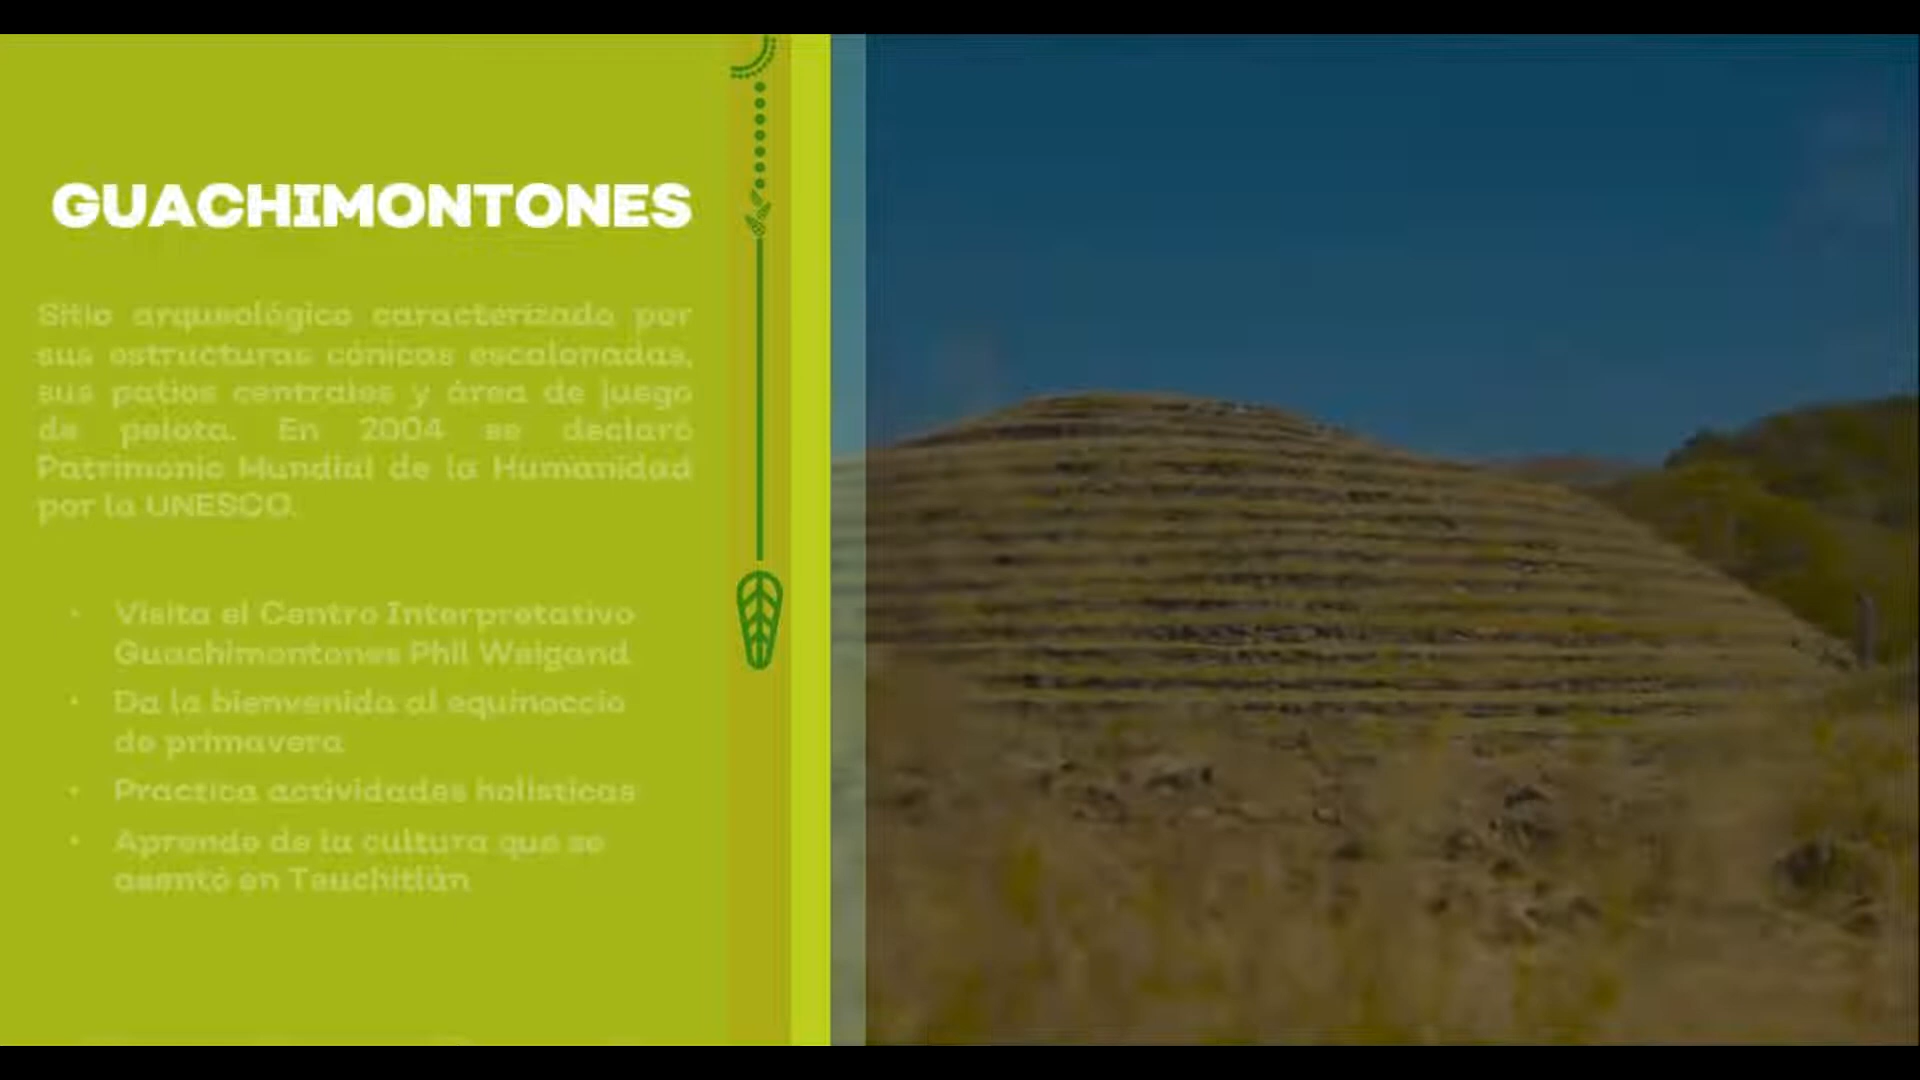 GUACHIMONTONES
Sitio arqueológico caracterizado por
sus estructuras cónicas escalonadas,
sus patios centrales y área de juego
de pelota. En 2004 se declaró
Patrimonio Mundial de la Humanidad
por la UNESCO.
• Visita el Centro Interpretativo
Guachimontones Phil Weigand
• Da la bienvenida al equinoccio
de primavera
• Practica actividades holísticas
• Aprende de la cultura que se
asentó en Teuchitlán